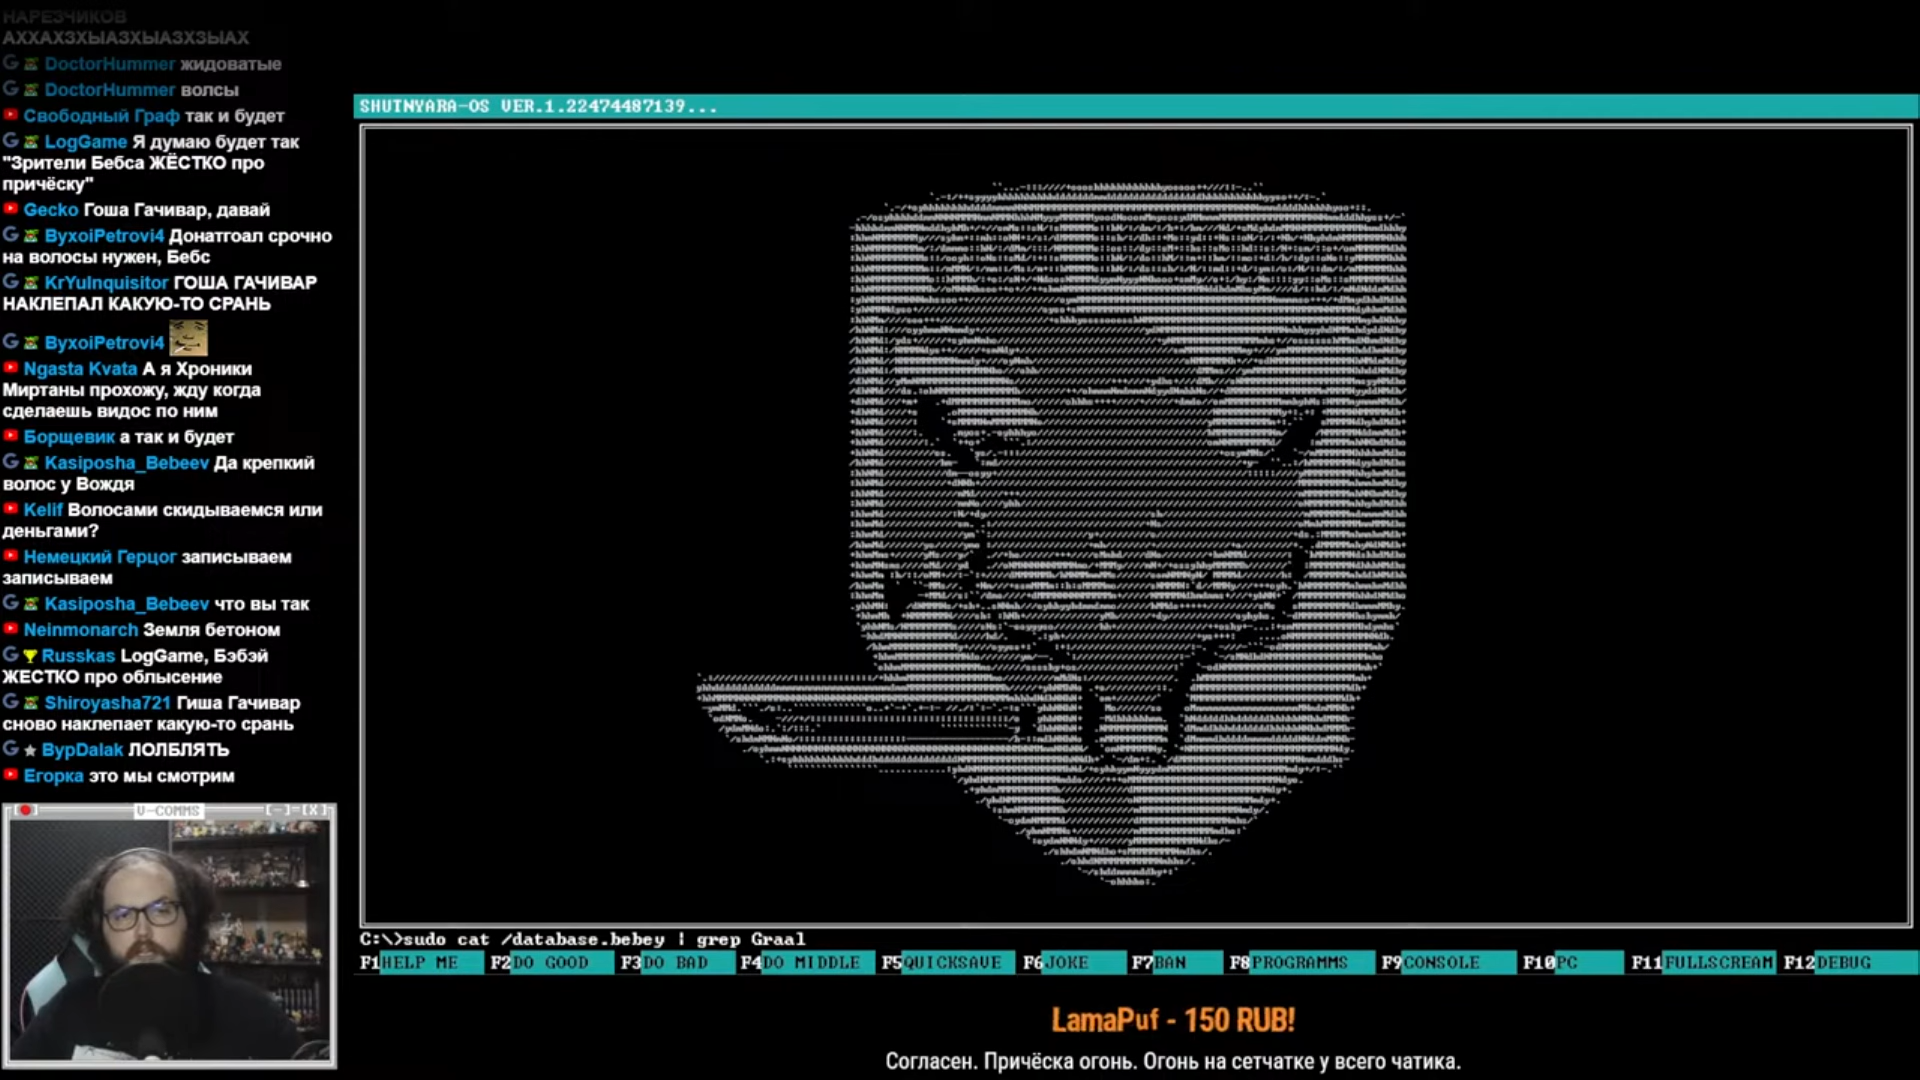 НАРЕЗЧИКОВ
АХХАХЗХЫАЗХЫАЗХЗЫАХ
DoctorHummer жидоватые
DoctorHummer волсы
Свободный Граф так и будет
LogGame Я думаю будет так
"Зрители Бебса ЖЁСТКО про
причёску"
Gecko Гоша Гачивар, давай
ByxoiPetrovi4 Донатгоал срочно
на волосы нужен, Бебс
KrYuInquisitor ГОША ГАЧИВАР
НАКЛЕПАЛ КАКУЮ-ТО СРАНЬ
ByxoiPetrovi4
Ngasta Kvata А я Хроники
Миртаны прохожу, жду когда
сделаешь видос по ним
Борщевик а так и будет
Kasiposha_Bebeev Да крепкий
волос у Вождя
Kelif Волосами скидываемся или
деньгами?
Немецкий Герцог записываем
записываем
Kasiposha_Bebeev что вы так
Neinmonarch Земля бетоном
Russkas LogGame, Бэбэй
ЖЕСТКО про облысение
Shiroyasha721 Гиша Гачивар
сново наклепает какую-то срань
BypDalak ЛОЛБЛЯТЬ
Егорка это мы смотрим
V-COMMS [-]=[X]
SHUTNYARA-OS VER.1.22474487139...
C:\>sudo cat /database.bebey | grep Graal
F1HELP ME F2DO GOOD F3DO BAD F4DO MIDDLE F5QUICKSAVE F6JOKE F7BAN F8PROGRAMMS F9CONSOLE F10PC F11FULLSCREAM F12DEBUG
LamaPuf - 150 RUB!
Согласен. Причёска огонь. Огонь на сетчатке у всего чатика.